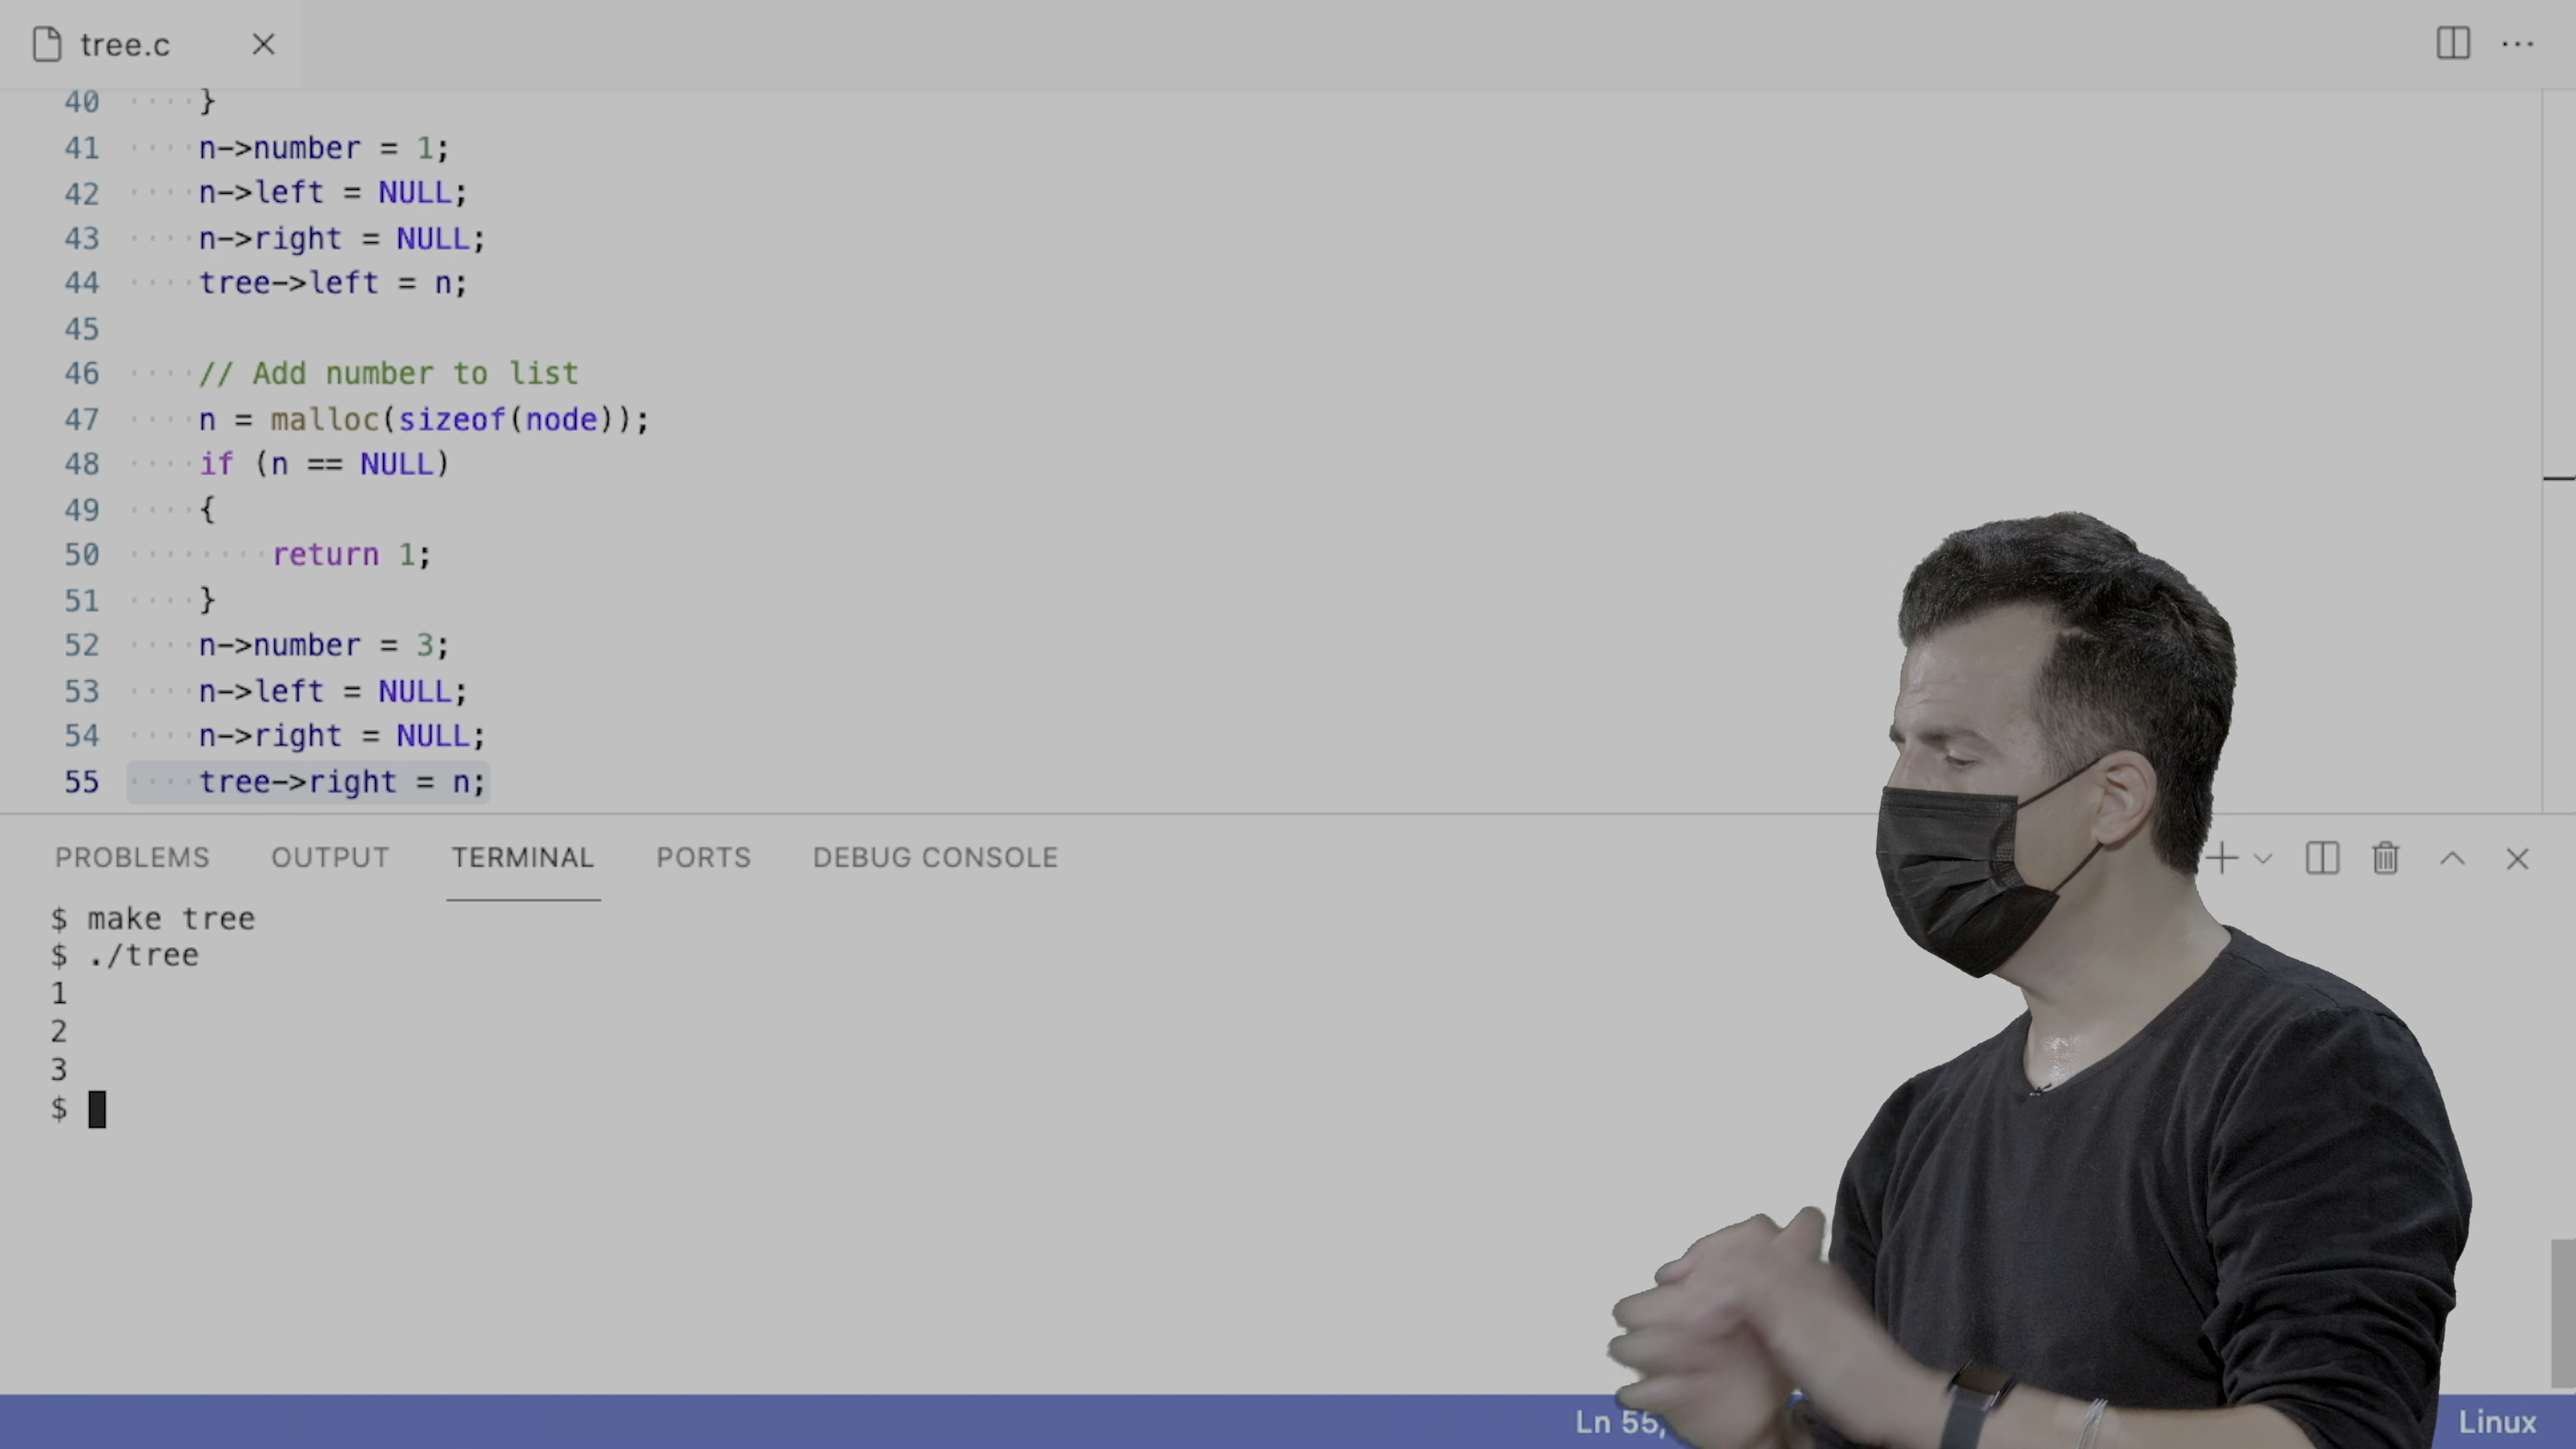 tree.c
40 }
41 n->number = 1;
42 n->left = NULL;
43 n->right = NULL;
44 tree->left = n;
45
46 // Add number to list
47 n = malloc(sizeof(node));
48 if (n == NULL)
49 {
50 return 1;
51 }
52 n->number = 3;
53 n->left = NULL;
54 n->right = NULL;
55 tree->right = n;
PROBLEMS OUTPUT TERMINAL PORTS DEBUG CONSOLE
$ make tree
$ ./tree
1
2
3
$
Ln 55, Linux